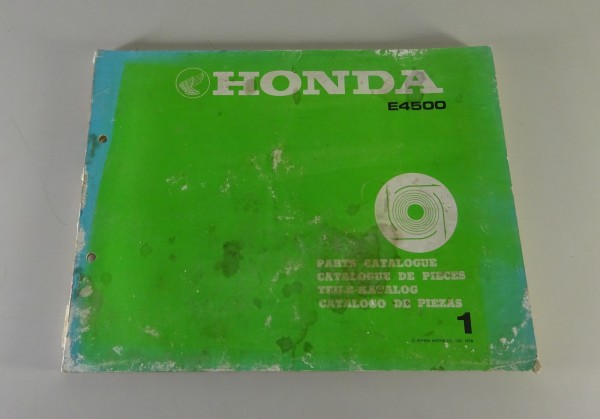 HONDA
E4500
PARTS CATALOGUE
CATALOGUE DE PIECES
TEILE-KATALOG
CATALOGO DE PIEZAS
1